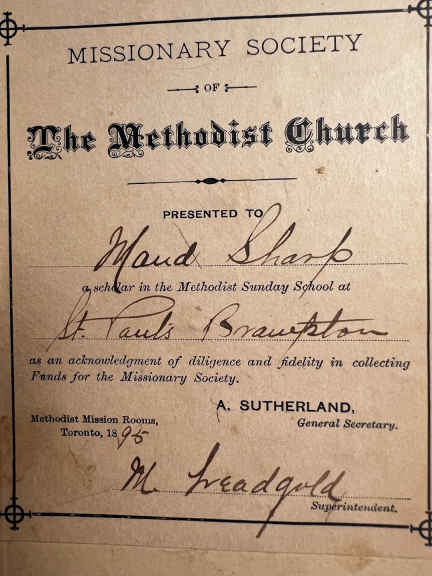 MISSIONARY SOCIETY
OF
The Methodist Church
PRESENTED TO
Maud Sharp
a scholar in the Methodist Sunday School at
St. Pauls Brampton
as an acknowledgment of diligence and fidelity in collecting
Funds for the Missionary Society.
A. SUTHERLAND,
General Secretary.
Methodist Mission Rooms,
Toronto, 1895
M. Treadgold
Superintendent.